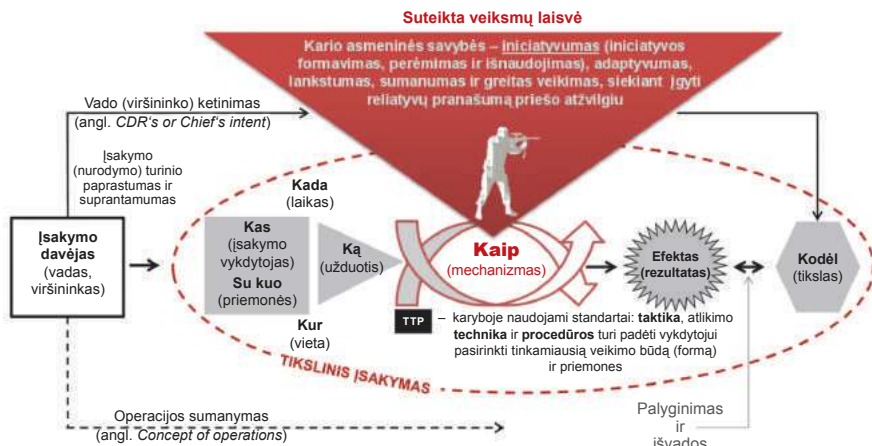 Suteikta veiksmų laisvė
Kario asmeninės savybės – iniciatyvumas (iniciatyvos
formavimas, perėmimas ir išnaudojimas), adaptyvumas,
lankstumas, sumanumas ir greitas veikimas, siekiant įgyti
reliatyvų pranašumą priešo atžvilgiu
Vado (viršininko) ketinimas
(angl. CDR's or Chief's intent)
Įsakymo
(nurodymo) turinio
paprastumas ir
suprantamumas
Įsakymo
davėjas
(vadas,
viršininkas)
Kada
(laikas)
Kas
(įsakymo
vykdytojas)
Su kuo
(priemonės)
Ką
(užduotis)
Kur
(vieta)
Kaip
(mechanizmas)
Efektas
(rezultatas)
Kodėl
(tikslas)
TTP – karyboje naudojami standartai: taktika, atlikimo
technika ir procedūros turi padėti vykdytojui
pasirinkti tinkamiausią veikimo būdą (formą)
ir priemones
TIKSLINIS ĮSAKYMAS
Operacijos sumanymas
(angl. Concept of operations)
Palyginimas
ir
išvados